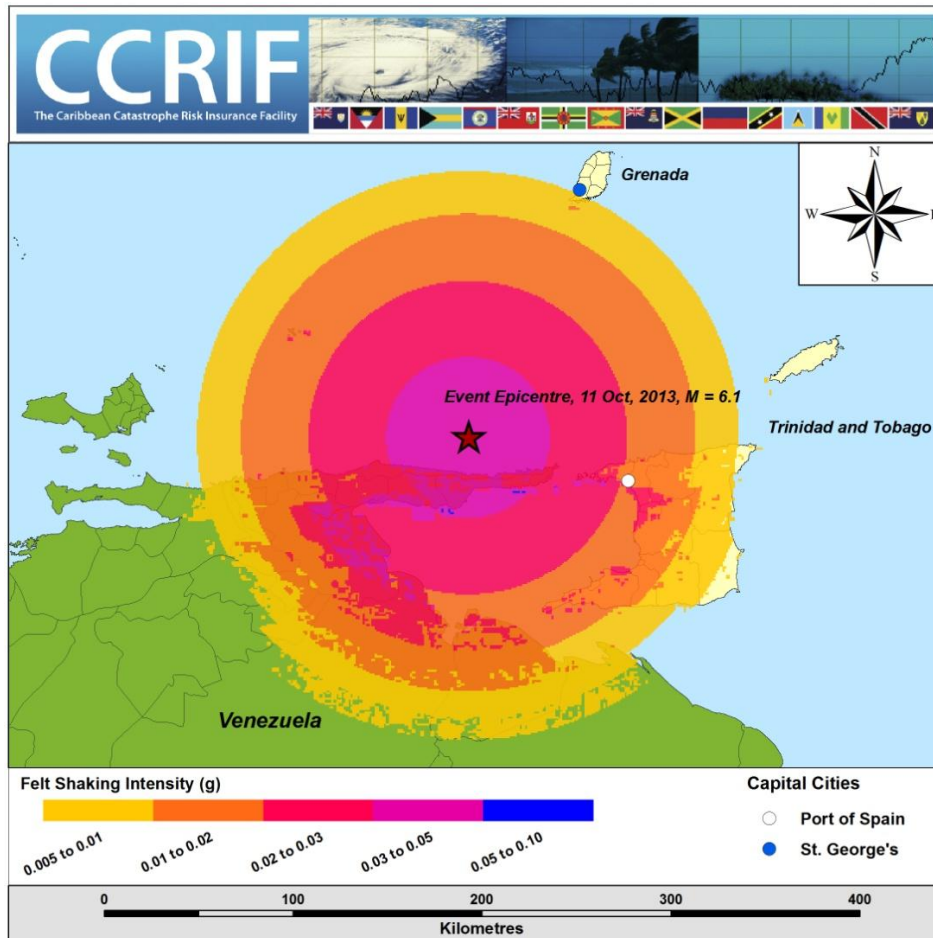 CCRIF
The Caribbean Catastrophe Risk Insurance Facility
Grenada
N
W
E
S
Event Epicentre, 11 Oct, 2013, M = 6.1
Trinidad and Tobago
Venezuela
Felt Shaking Intensity (g)
0.005 to 0.01
0.01 to 0.02
0.02 to 0.03
0.03 to 0.05
0.05 to 0.10
Capital Cities
Port of Spain
St. George's
0 100 200 300 400
Kilometres